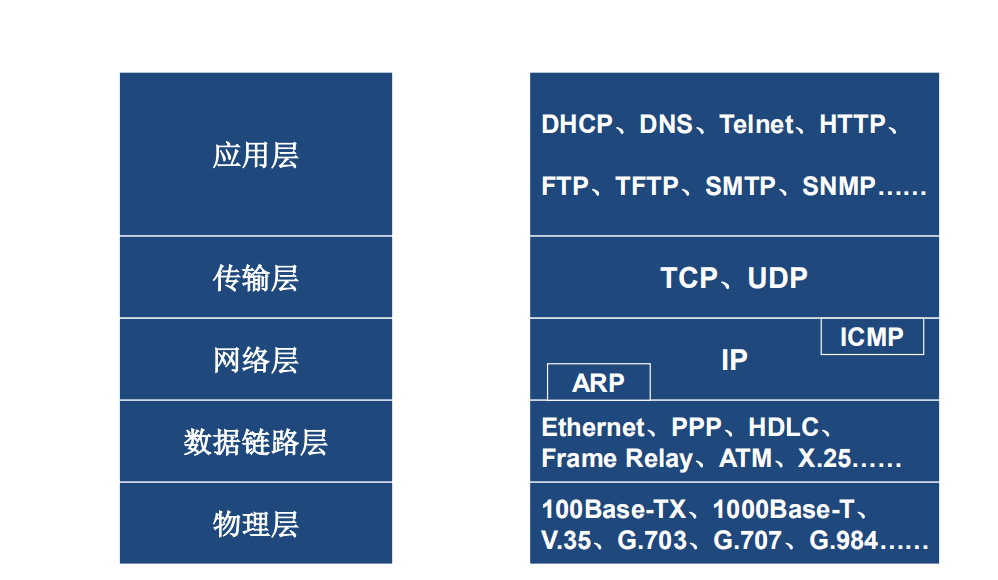 应用层
DHCP、DNS、Telnet、HTTP、
FTP、TFTP、SMTP、SNMP……
传输层
TCP、UDP
网络层
ICMP
IP
ARP
数据链路层
Ethernet、PPP、HDLC、
Frame Relay、ATM、X.25……
物理层
100Base-TX、1000Base-T、
V.35、G.703、G.707、G.984……